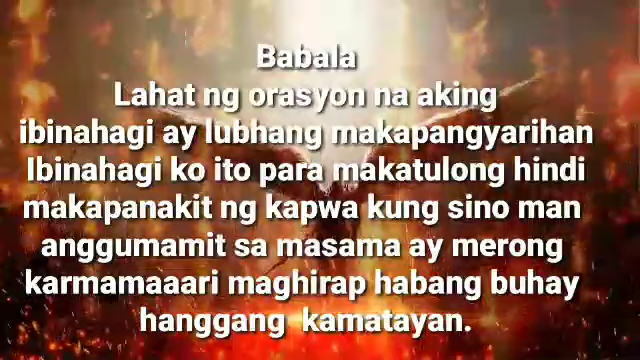 Babala
Lahat ng orasyon na aking
ibinahagi ay lubhang makapangyarihan
Ibinahagi ko ito para makatulong hindi
makapanakit ng kapwa kung sino man
anggumamit sa masama ay merong
karmamaaari maghirap habang buhay
hanggang kamatayan.